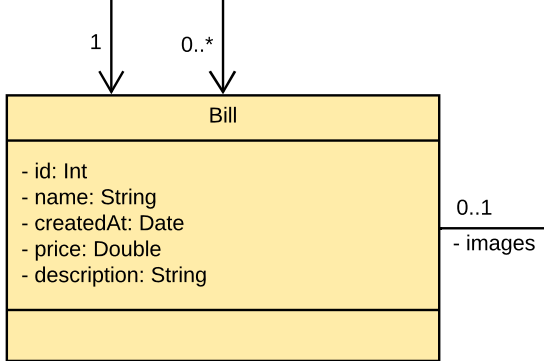 1
0..*
Bill
- id: Int
- name: String
- createdAt: Date
- price: Double
- description: String
0..1
- images